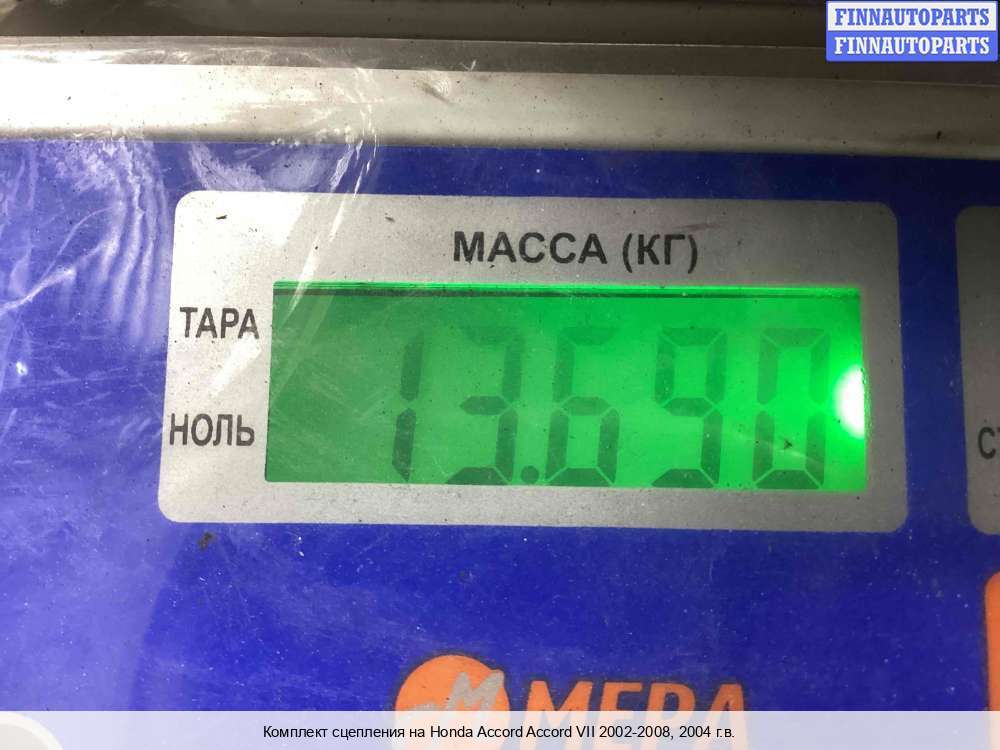 FINNAUTOPARTS
FINNAUTOPARTS
МАССА (КГ)
ТАРА
13.690
НОЛЬ
МЕРА
Комплект сцепления на Honda Accord Accord VII 2002-2008, 2004 г.в.